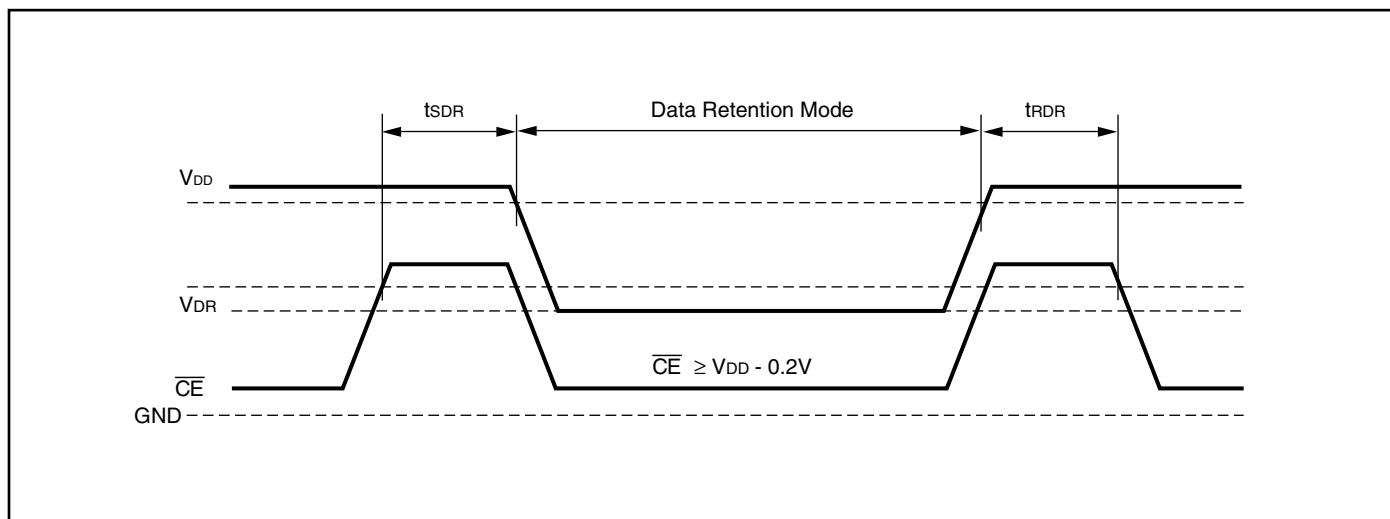 tSDR Data Retention Mode tRDR
VDD
VDR
CE ≥ VDD - 0.2V
CE
GND